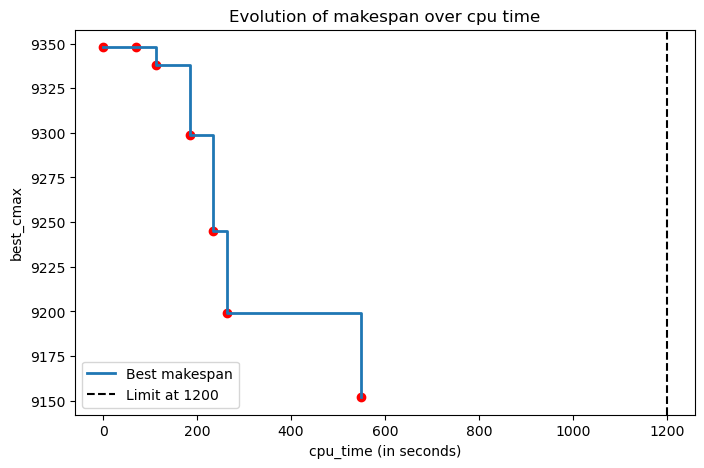 Evolution of makespan over cpu time
best_cmax
9350
9325
9300
9275
9250
9225
9200
9175
9150
Best makespan
Limit at 1200
0 200 400 600 800 1000 1200
cpu_time (in seconds)